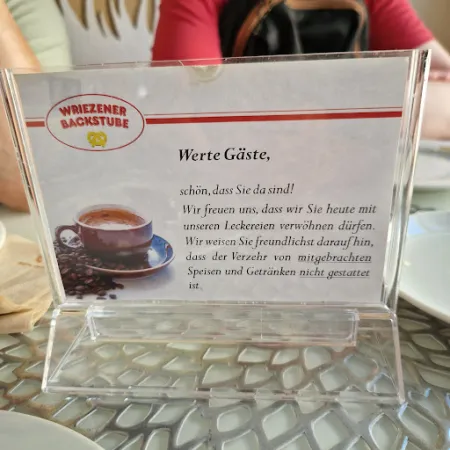 WRIEZENER
BACKSTUBE
Werte Gäste,
schön, dass Sie da sind!
Wir freuen uns, dass wir Sie heute mit
unseren Leckereien verwöhnen dürfen.
Wir weisen Sie freundlichst darauf hin,
dass der Verzehr von mitgebrachten
Speisen und Getränken nicht gestattet
ist.